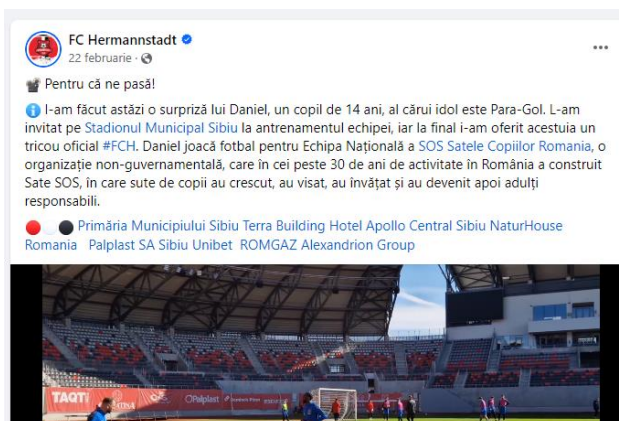 FC Hermannstadt
22 februarie ·
Pentru că ne pasă!
I-am făcut astăzi o surpriză lui Daniel, un copil de 14 ani, al cărui idol este Para-Gol. L-am
invitat pe Stadionul Municipal Sibiu la antrenamentul echipei, iar la final i-am oferit acestuia un
tricou oficial #FCH. Daniel joacă fotbal pentru Echipa Națională a SOS Satele Copiilor Romania, o
organizație non-guvernamentală, care în cei peste 30 de ani de activitate în România a construit
Sate SOS, în care sute de copii au crescut, au visat, au învățat și au devenit apoi adulți
responsabili.
Primăria Municipiului Sibiu Terra Building Hotel Apollo Central Sibiu NaturHouse
Romania Palplast SA Sibiu Unibet ROMGAZ Alexandrion Group
TAQTI
Palplast